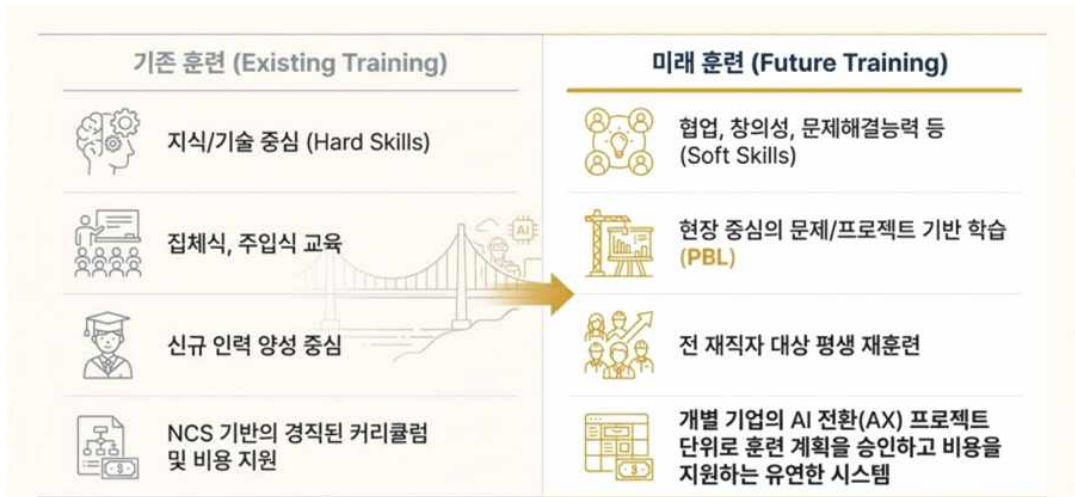 기존 훈련 (Existing Training)
지식/기술 중심 (Hard Skills)
집체식, 주입식 교육
신규 인력 양성 중심
NCS 기반의 경직된 커리큘럼
및 비용 지원
AI
미래 훈련 (Future Training)
협업, 창의성, 문제해결능력 등
(Soft Skills)
현장 중심의 문제/프로젝트 기반 학습
(PBL)
전 재직자 대상 평생 재훈련
개별 기업의 AI 전환(AX) 프로젝트
단위로 훈련 계획을 승인하고 비용을
지원하는 유연한 시스템